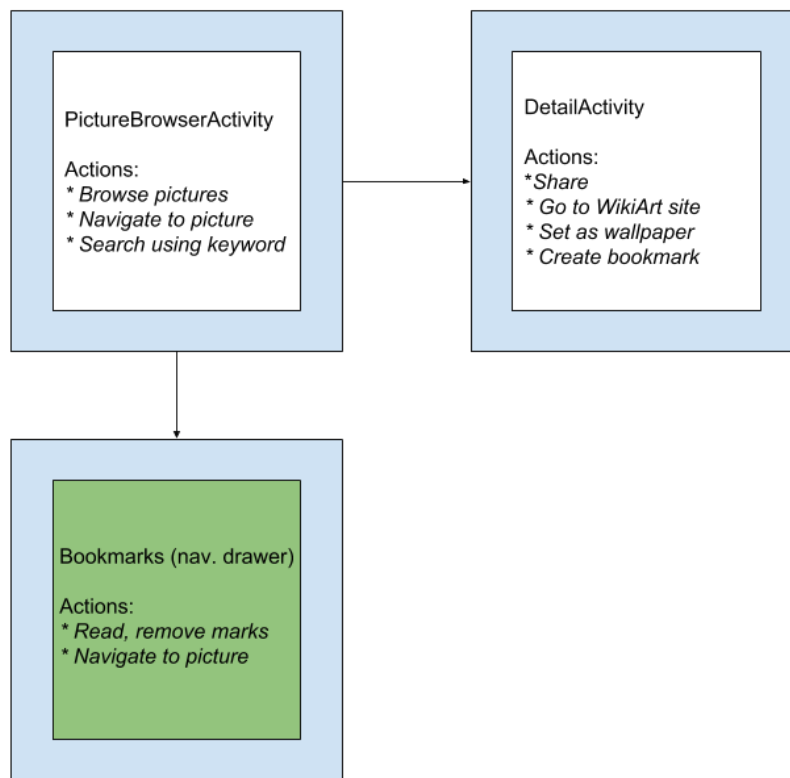 PictureBrowserActivity
Actions:
* Browse pictures
* Navigate to picture
* Search using keyword
DetailActivity
Actions:
*Share
* Go to WikiArt site
* Set as wallpaper
* Create bookmark
Bookmarks (nav. drawer)
Actions:
* Read, remove marks
* Navigate to picture